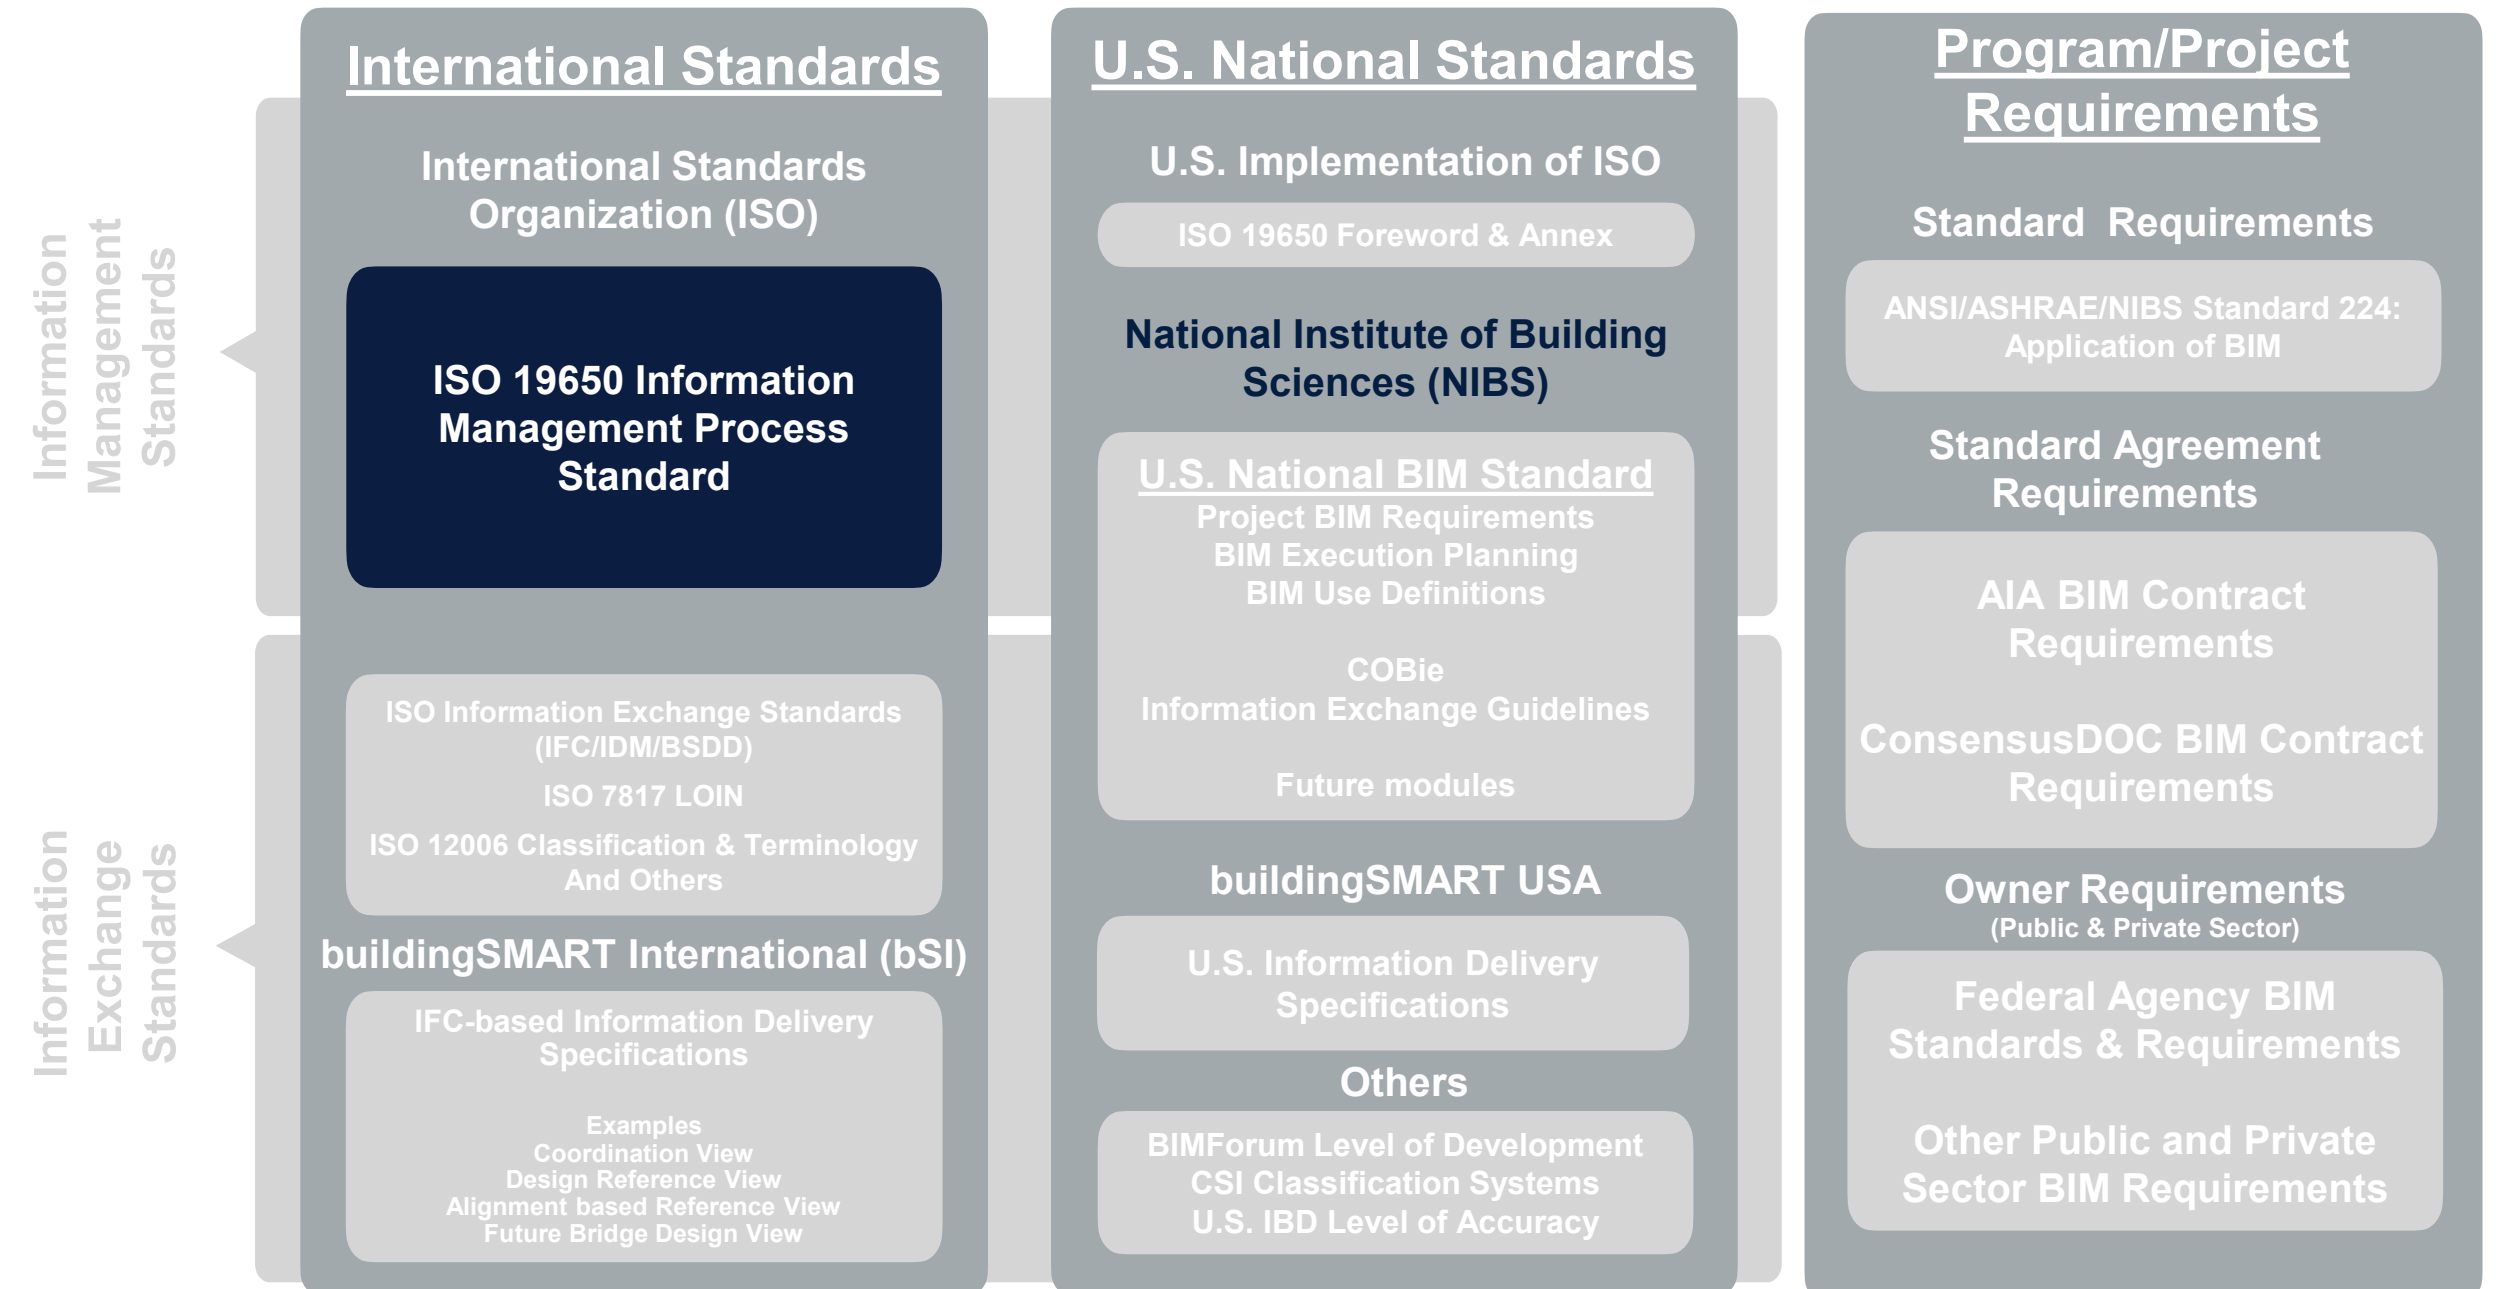 Information
Management
Standards
Information
Exchange
Standards
International Standards
International Standards
Organization (ISO)
ISO 19650 Information
Management Process
Standard
ISO Information Exchange Standards
(IFC/IDM/BSDD)
ISO 7817 LOIN
ISO 12006 Classification & Terminology
And Others
buildingSMART International (bSI)
IFC-based Information Delivery
Specifications
Examples
Coordination View
Design Reference View
Alignment based Reference View
Future Bridge Design View
U.S. National Standards
U.S. Implementation of ISO
ISO 19650 Foreword & Annex
National Institute of Building
Sciences (NIBS)
U.S. National BIM Standard
Project BIM Requirements
BIM Execution Planning
BIM Use Definitions
COBie
Information Exchange Guidelines
Future modules
buildingSMART USA
U.S. Information Delivery
Specifications
Others
BIMForum Level of Development
CSI Classification Systems
U.S. IBD Level of Accuracy
Program/Project
Requirements
Standard  Requirements
ANSI/ASHRAE/NIBS Standard 224:
Application of BIM
Standard Agreement
Requirements
AIA BIM Contract
Requirements
ConsensusDOC BIM Contract
Requirements
Owner Requirements
(Public & Private Sector)
Federal Agency BIM
Standards & Requirements
Other Public and Private
Sector BIM Requirements